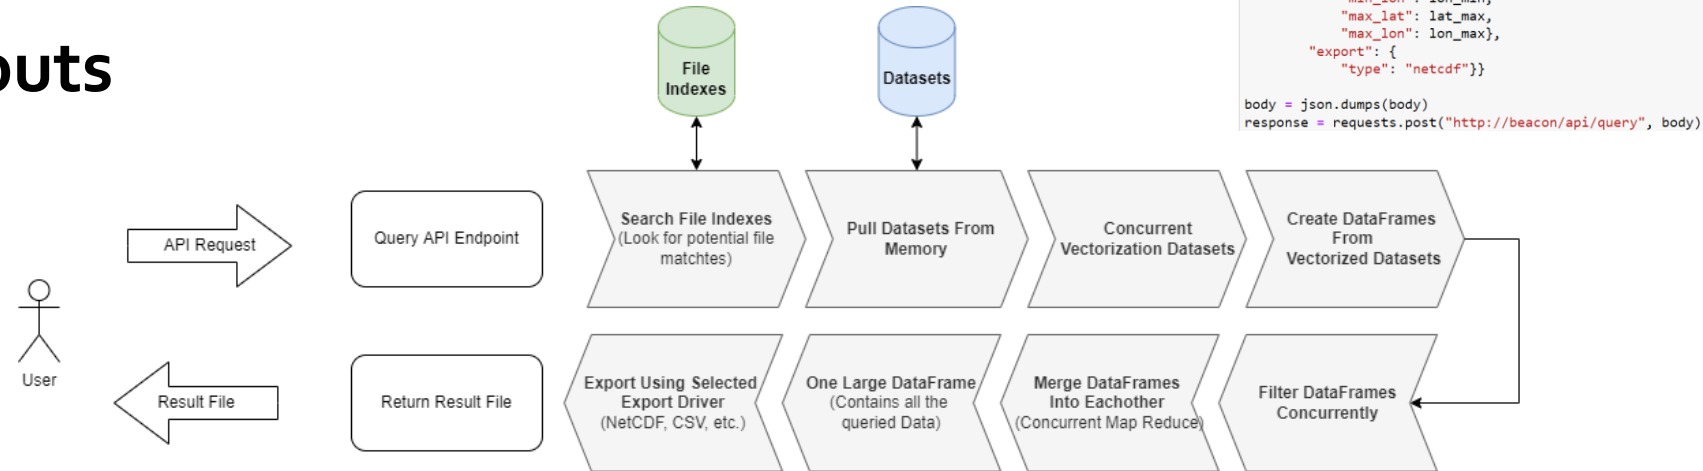 outs
"max_lat": lat_max,
"max_lon": lon_max},
"export": {
"type": "netcdf"}}
body = json.dumps(body)
response = requests.post("http://beacon/api/query", body)
File
Indexes
Datasets
API Request
Query API Endpoint
Search File Indexes
(Look for potential file
matchtes)
Pull Datasets From
Memory
Concurrent
Vectorization Datasets
Create DataFrames
From
Vectorized Datasets
User
Result File
Return Result File
Export Using Selected
Export Driver
(NetCDF, CSV, etc.)
One Large DataFrame
(Contains all the
queried Data)
Merge DataFrames
Into Eachother
(Concurrent Map Reduce)
Filter DataFrames
Concurrently